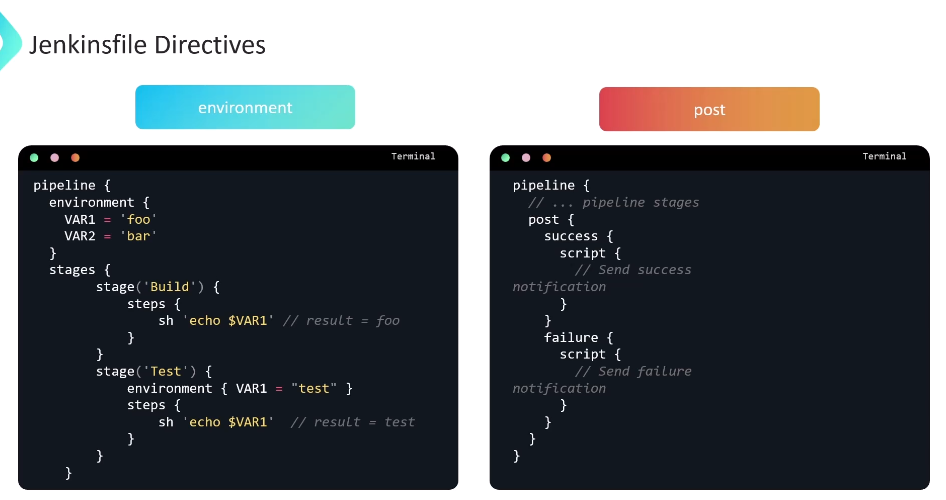 Jenkinsfile Directives
environment
Terminal
pipeline {
  environment {
    VAR1 = 'foo'
    VAR2 = 'bar'
  }
  stages {
        stage('Build') {
            steps {
                sh 'echo $VAR1' // result = foo
            }
        }
        stage('Test') {
            environment { VAR1 = "test" }
            steps {
                sh 'echo $VAR1'  // result = test
            }
        }
    }
post
Terminal
pipeline {
  // ... pipeline stages
  post {
    success {
      script {
        // Send success
notification
      }
    }
    failure {
      script {
        // Send failure
notification
      }
    }
  }
}